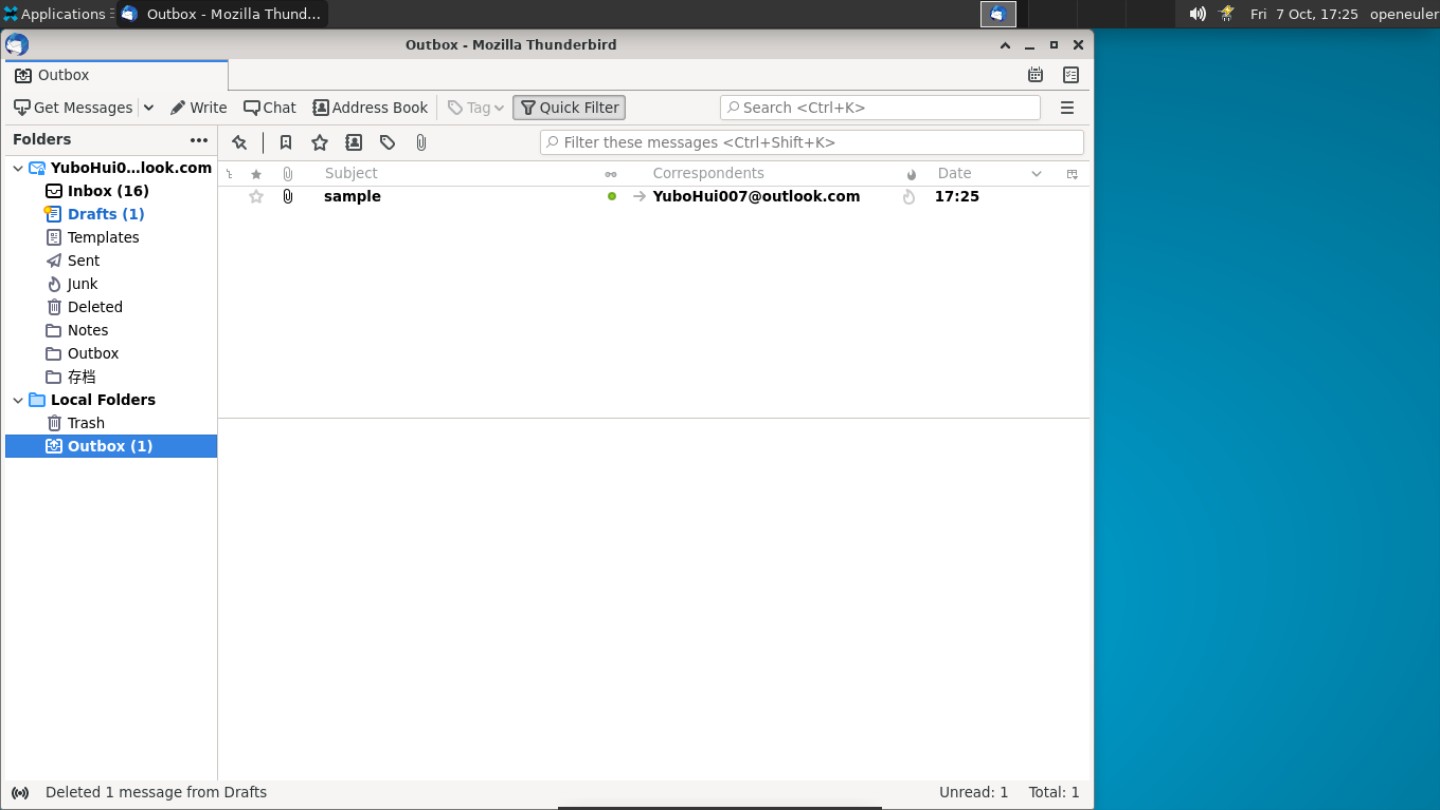 Applications
Outbox - Mozilla Thund...
Fri 7 Oct, 17:25
openeuler
Outbox - Mozilla Thunderbird
Outbox
Get Messages
Write
Chat
Address Book
Tag
Quick Filter
Search <Ctrl+K>
Folders
Filter these messages <Ctrl+Shift+K>
YuboHui0...look.com
Subject
Correspondents
Date
Inbox (16)
sample
YuboHui007@outlook.com
17:25
Drafts (1)
Templates
Sent
Junk
Deleted
Notes
Outbox
存档
Local Folders
Trash
Outbox (1)
Deleted 1 message from Drafts
Unread: 1
Total: 1